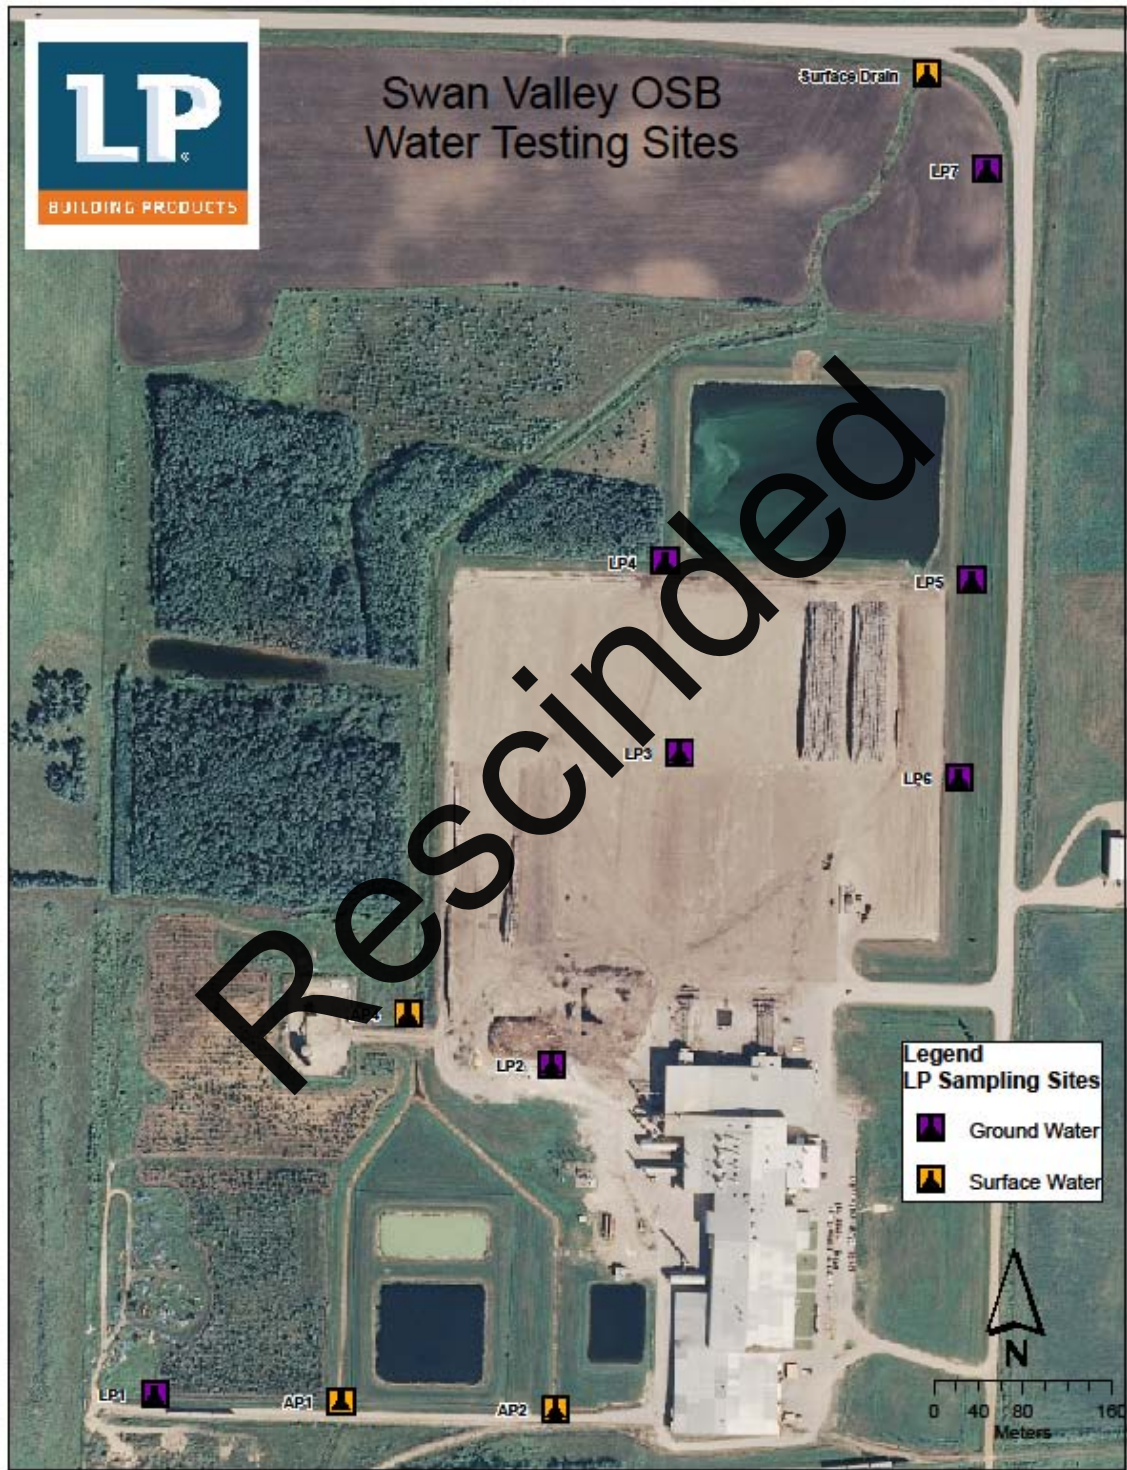 LP
BUILDING PRODUCTS
Swan Valley OSB
Water Testing Sites
Surface Drain
LP7
LP4
LP5
LP3
LP6
Rescinded
LP2
Legend
LP Sampling Sites
Ground Water
Surface Water
LP1
AP1
AP2
N
0 40 80 160
Meters